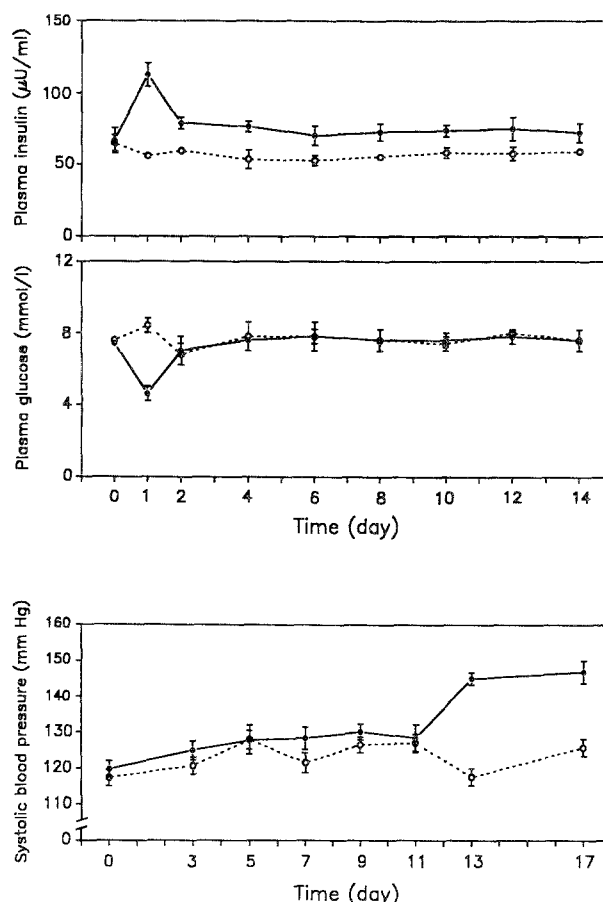 Plasma insulin (µU/ml)
150
100
50
0
Plasma glucose (mmol/l)
12
8
4
0
0 1 2 4 6 8 10 12 14
Time (day)
Systolic blood pressure (mm Hg)
160
150
140
130
120
110
0
0 3 5 7 9 11 13 17
Time (day)